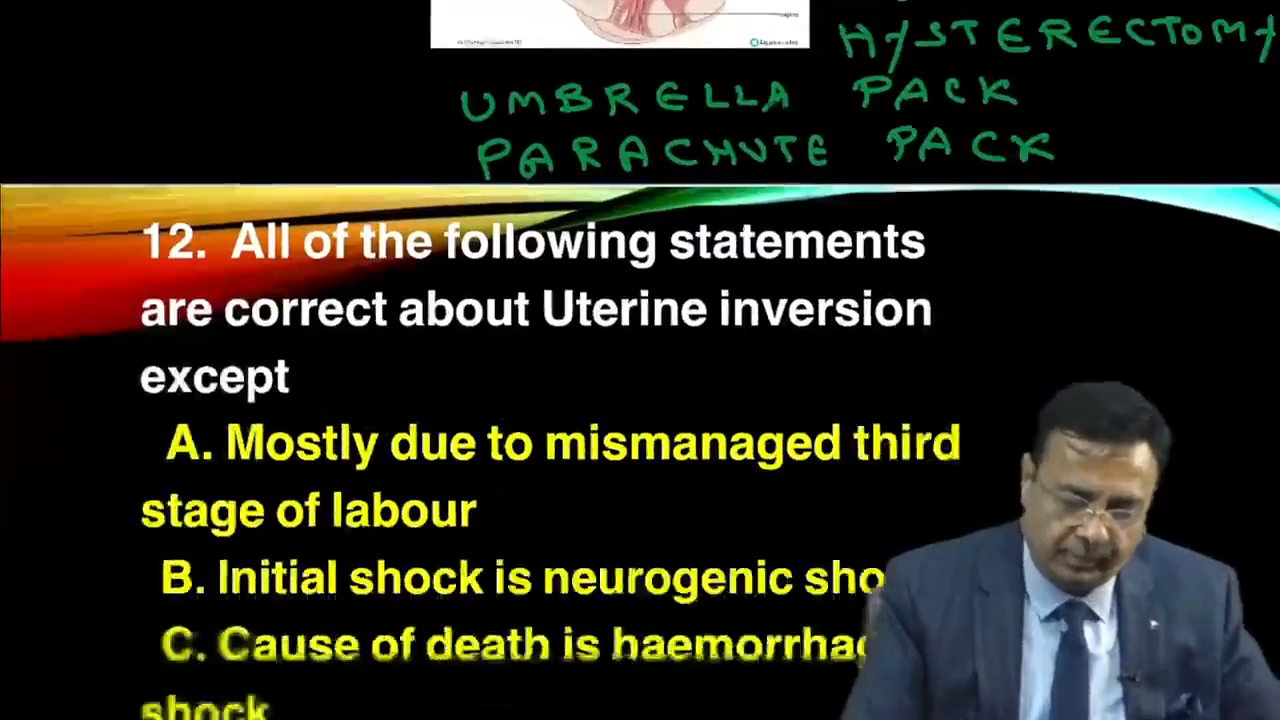 HYSTERECTOMY
UMBRELLA PACK
PARACHUTE PACK
12. All of the following statements
are correct about Uterine inversion
except
A. Mostly due to mismanaged third
stage of labour
B. Initial shock is neurogenic sho
C. Cause of death is haemorrhag
shock